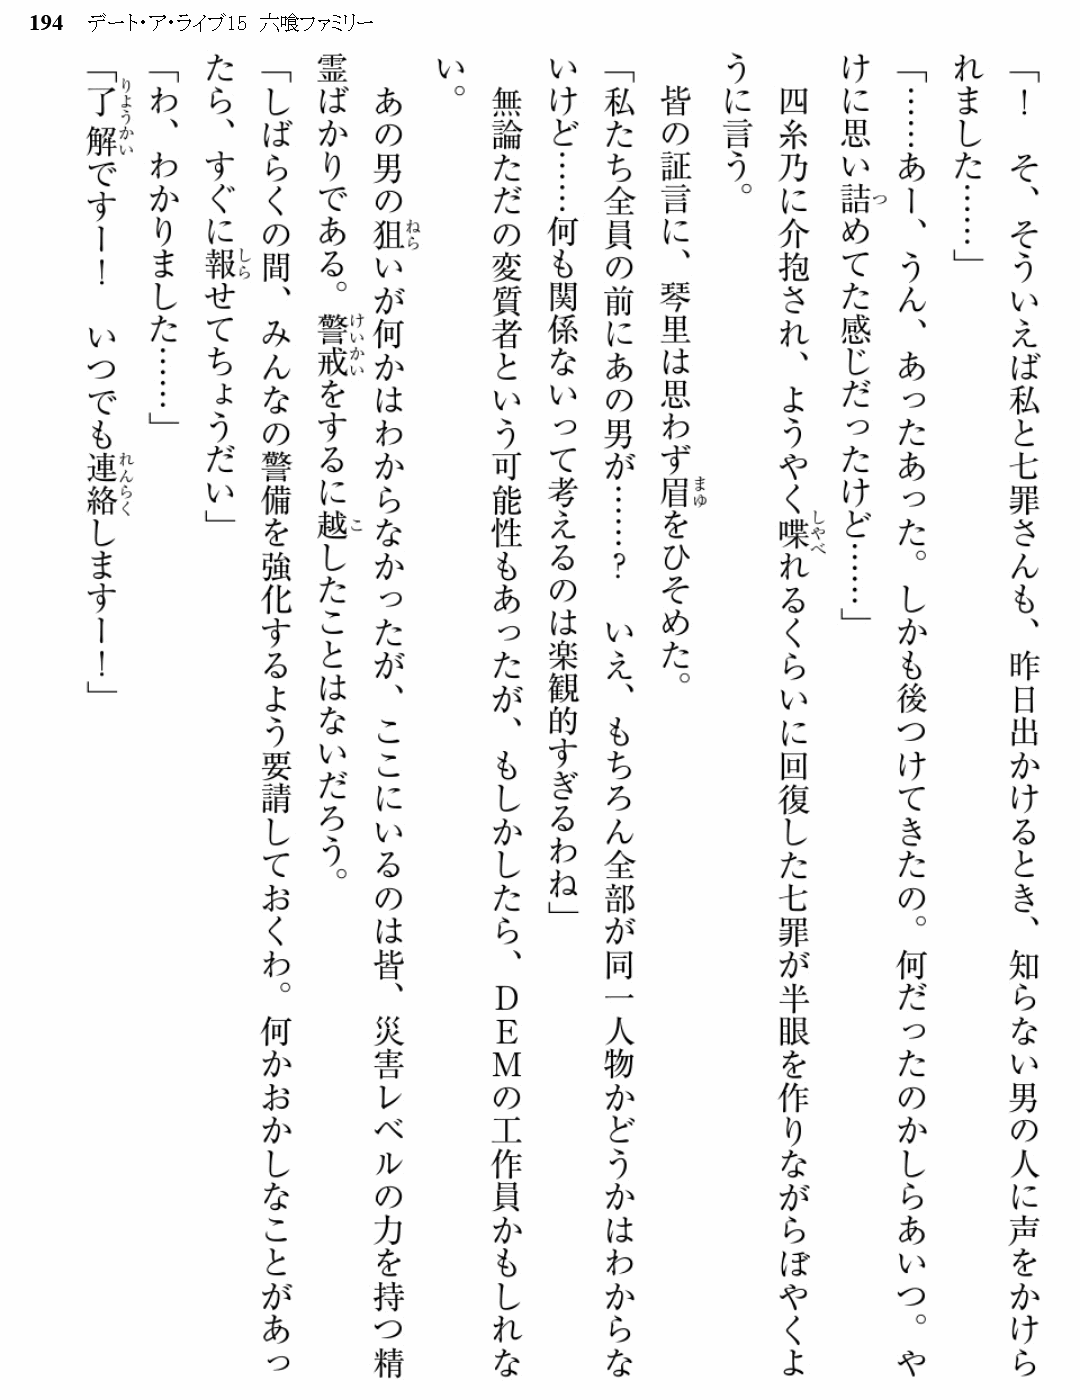 194 デート・ア・ライブ15 六喰ファミリー
「！　そ、そういえば私と七罪さんも、昨日出かけるとき、知らない男の人に声をかけら
れました……」
「……あー、うん、あったあった。しかも後つけてきたの。何だったのかしらあいつ。や
けに思い詰めてた感じだったけど……」
四糸乃に介抱され、ようやく喋れるくらいに回復した七罪が半眼を作りながらぼやくよ
うに言う。
皆の証言に、琴里は思わず眉をひそめた。
「私たち全員の前にあの男が……？　いえ、もちろん全部が同一人物かどうかはわからな
いけど……何も関係ないって考えるのは楽観的すぎるわね」
無論ただの変質者という可能性もあったが、もしかしたら、ＤＥＭの工作員かもしれな
い。
あの男の狙いが何かはわからなかったが、ここにいるのは皆、災害レベルの力を持つ精
霊ばかりである。警戒をするに越したことはないだろう。
「しばらくの間、みんなの警備を強化するよう要請しておくわ。何かおかしなことがあっ
たら、すぐに報せてちょうだい」
「わ、わかりました……」
「了解ですー！　いつでも連絡しますー！」